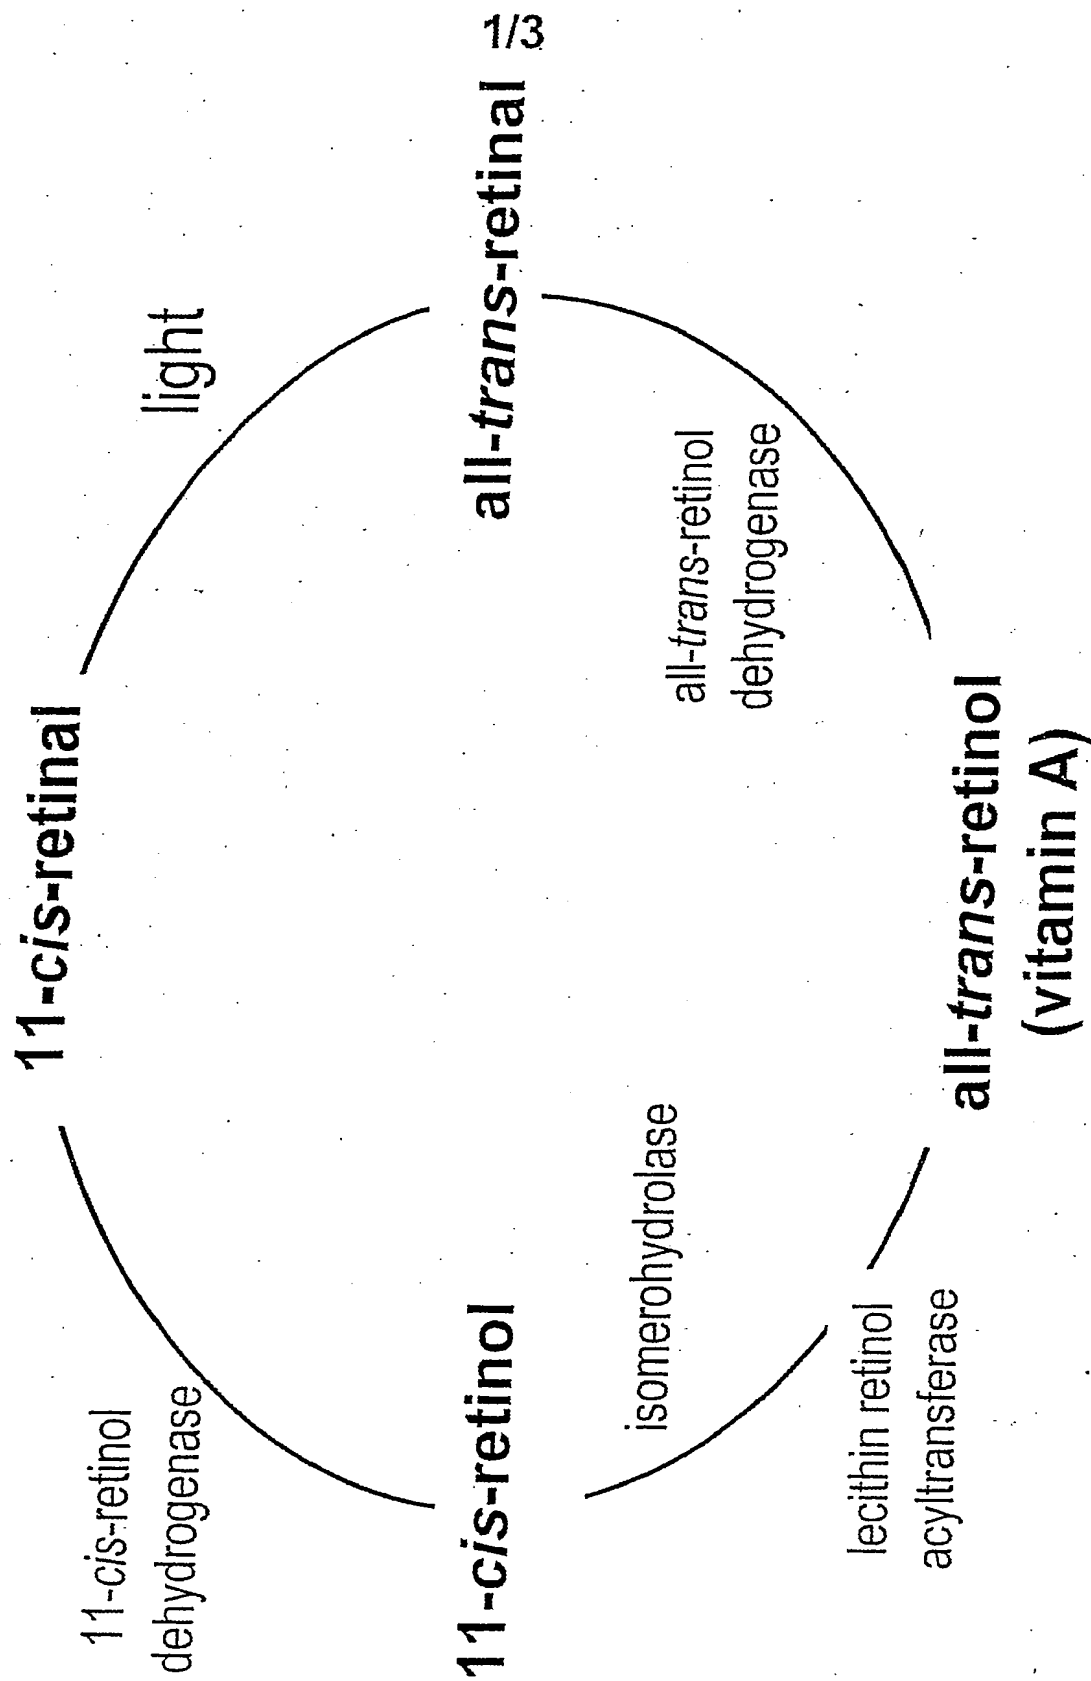 1/3
11-cis-retinal
light
all-trans-retinal
all-trans-retinol
dehydrogenase
all-trans-retinol
(vitamin A)
lecithin retinol
acyltransferase
isomerohydrolase
11-cis-retinol
11-cis-retinol
dehydrogenase